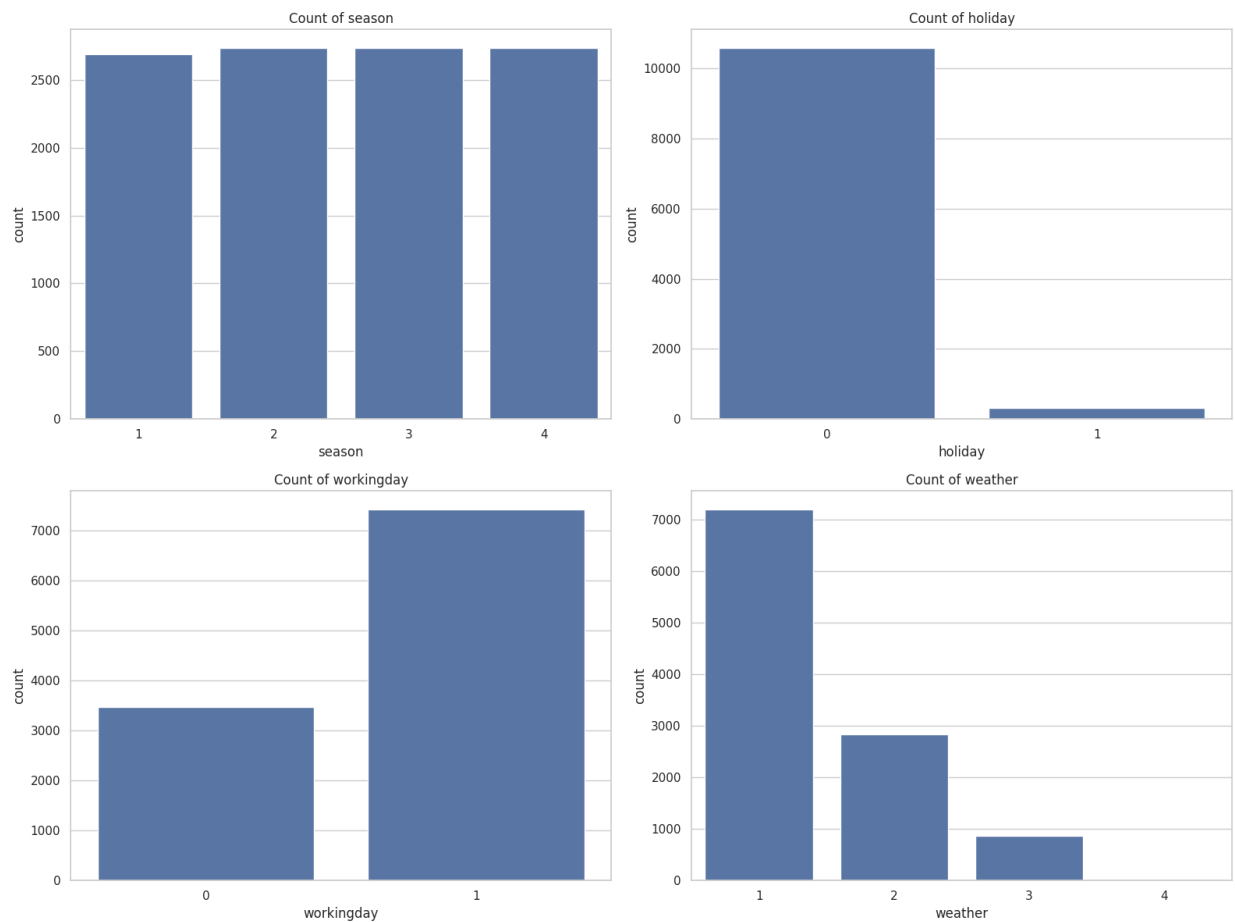 Count of season
count
2500
2000
1500
1000
500
0
1 2 3 4
season
Count of holiday
count
10000
8000
6000
4000
2000
0
0 1
holiday
Count of workingday
count
7000
6000
5000
4000
3000
2000
1000
0
0 1
workingday
Count of weather
count
7000
6000
5000
4000
3000
2000
1000
0
1 2 3 4
weather